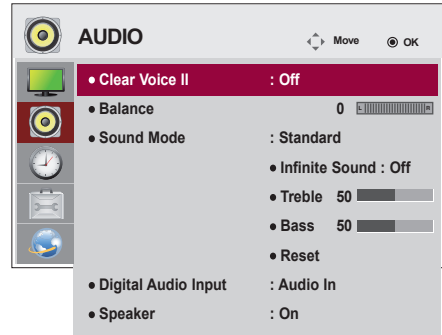 AUDIO
Move
OK
• Clear Voice II : Off
• Balance 0 L R
• Sound Mode : Standard
• Infinite Sound : Off
• Treble 50
• Bass 50
• Reset
• Digital Audio Input : Audio In
• Speaker : On